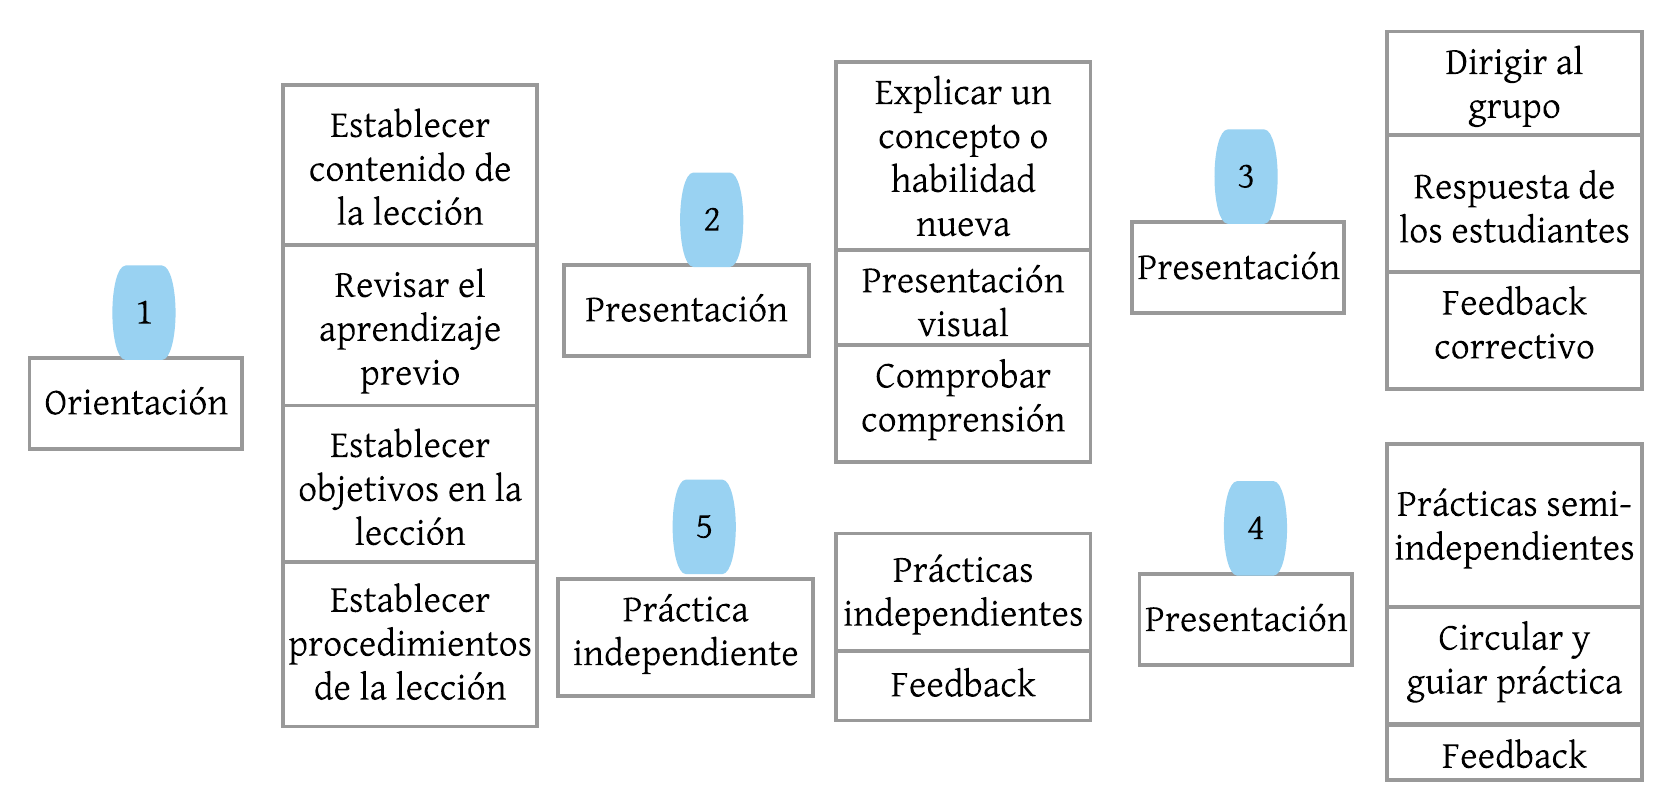 1
Orientación
Establecer
contenido de
la lección
Revisar el
aprendizaje
previo
Establecer
objetivos en la
lección
Establecer
procedimientos
de la lección
2
Presentación
Explicar un
concepto o
habilidad
nueva
Presentación
visual
Comprobar
comprensión
3
Presentación
Dirigir al
grupo
Respuesta de
los estudiantes
Feedback
correctivo
4
Presentación
Prácticas semi-
independientes
Circular y
guiar práctica
Feedback
5
Práctica
independiente
Prácticas
independientes
Feedback